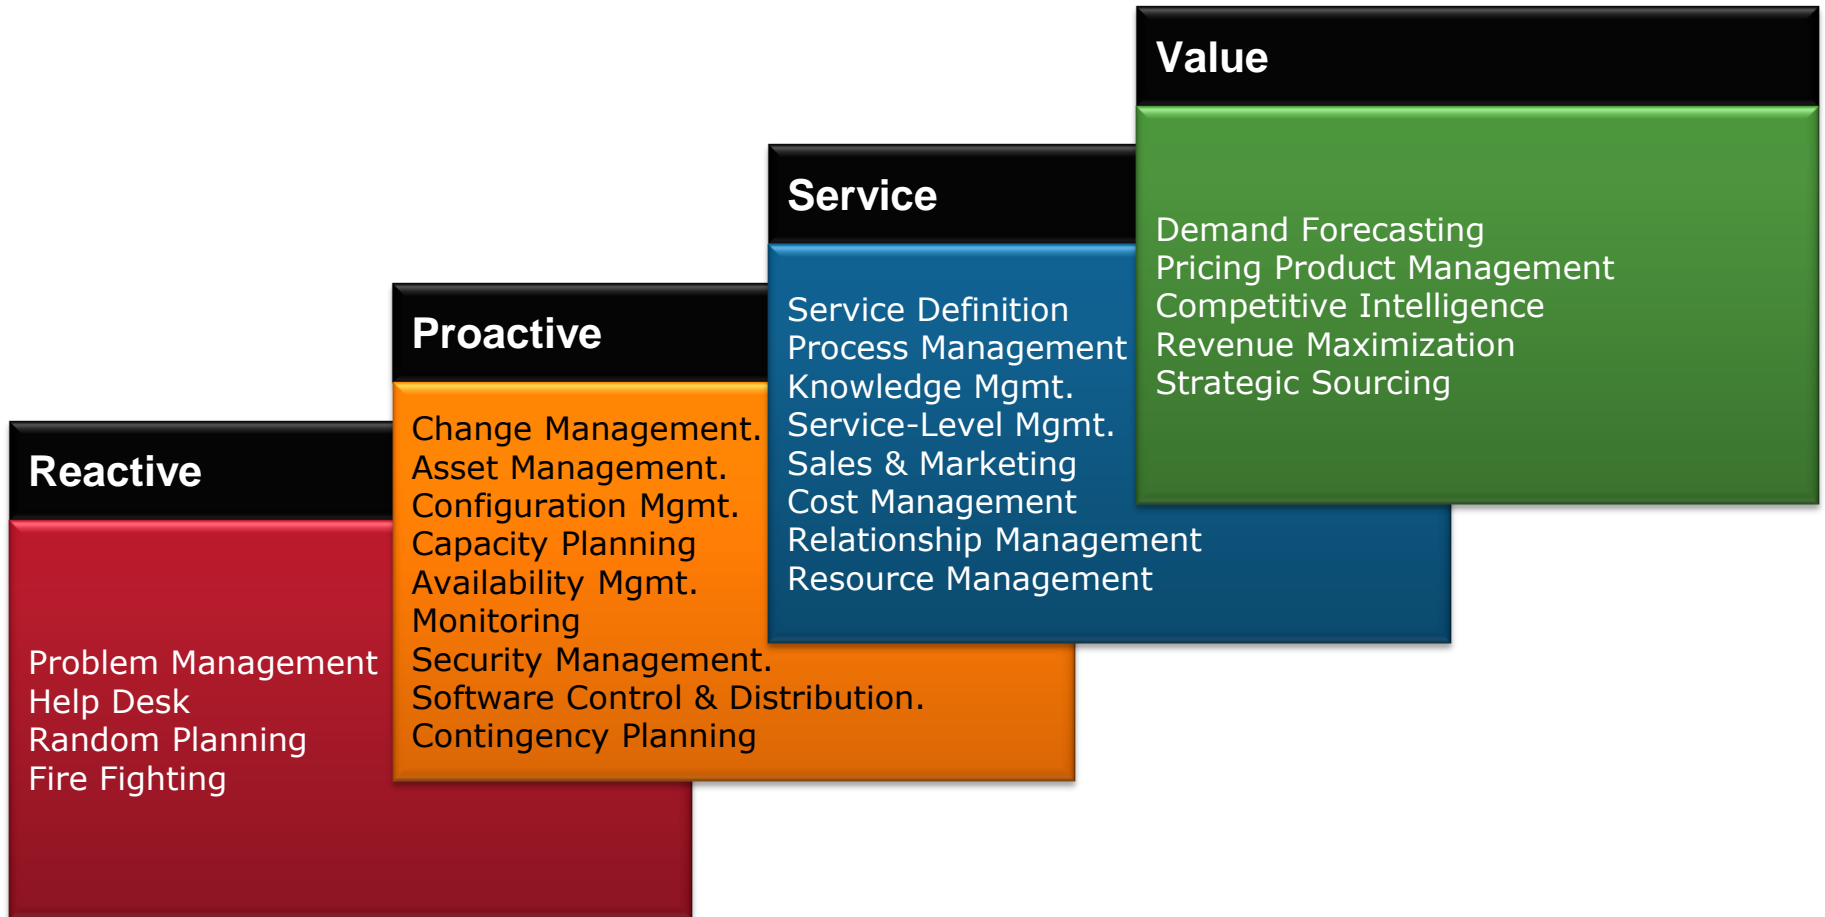 Reactive
Problem Management
Help Desk
Random Planning
Fire Fighting
Proactive
Change Management.
Asset Management.
Configuration Mgmt.
Capacity Planning
Availability Mgmt.
Monitoring
Security Management.
Software Control & Distribution.
Contingency Planning
Service
Service Definition
Process Management
Knowledge Mgmt.
Service-Level Mgmt.
Sales & Marketing
Cost Management
Relationship Management
Resource Management
Value
Demand Forecasting
Pricing Product Management
Competitive Intelligence
Revenue Maximization
Strategic Sourcing